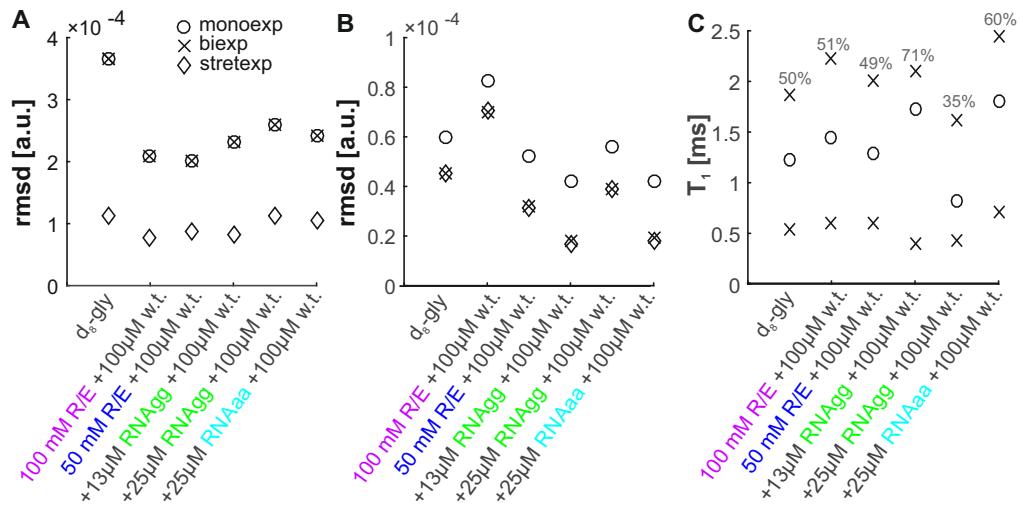 A
×10 -4
monoexp
biexp
stretexp
4
3
2
1
0
rmsd [a.u.]
d8-gly
100 mM R/E +100µM w.t.
50 mM R/E +100µM w.t.
+13µM RNAgg +100µM w.t.
+25µM RNAgg +100µM w.t.
+25µM RNAaa +100µM w.t.
B
×10 -4
1
0.8
0.6
0.4
0.2
0
rmsd [a.u.]
d8-gly
100 mM R/E +100µM w.t.
50 mM R/E +100µM w.t.
+13µM RNAgg +100µM w.t.
+25µM RNAgg +100µM w.t.
+25µM RNAaa +100µM w.t.
C
2.5
2
1.5
1
0.5
0
T1 [ms]
50%
51%
49%
71%
35%
60%
d8-gly
100 mM R/E +100µM w.t.
50 mM R/E +100µM w.t.
+13µM RNAgg +100µM w.t.
+25µM RNAgg +100µM w.t.
+25µM RNAaa +100µM w.t.